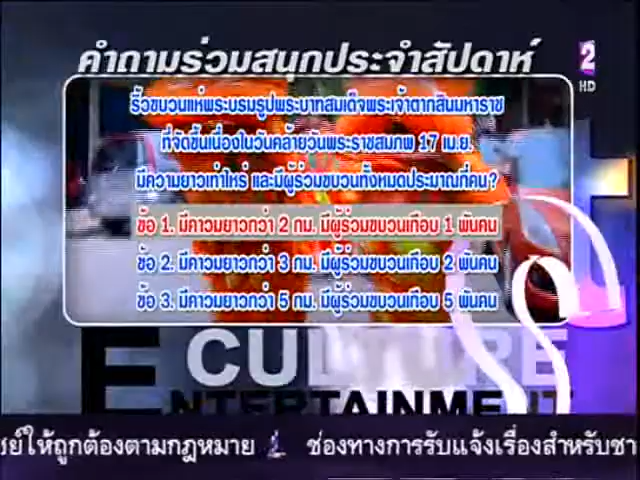 คำถามร่วมสนุกประจำสัปดาห์
2
HD
ริ้วขบวนแห่พระบรมรูปพระบาทสมเด็จพระเจ้าตากสินมหาราช
ที่จัดขึ้นเนื่องในวันคล้ายวันพระราชสมภพ 17 เม.ย.
มีความยาวเท่าไหร่ และมีผู้ร่วมขบวนทั้งหมดประมาณกี่คน?
ข้อ 1. มีคาวมยาวกว่า 2 กม. มีผู้ร่วมขบวนเกือบ 1 พันคน
ข้อ 2. มีคาวมยาวกว่า 3 กม. มีผู้ร่วมขบวนเกือบ 2 พันคน
ข้อ 3. มีคาวมยาวกว่า 5 กม. มีผู้ร่วมขบวนเกือบ 5 พันคน
t
E CULTURE
ENTERTAINMENT
ชย์ให้ถูกต้องตามกฎหมาย ช่องทางการรับแจ้งเรื่องสำหรับชา